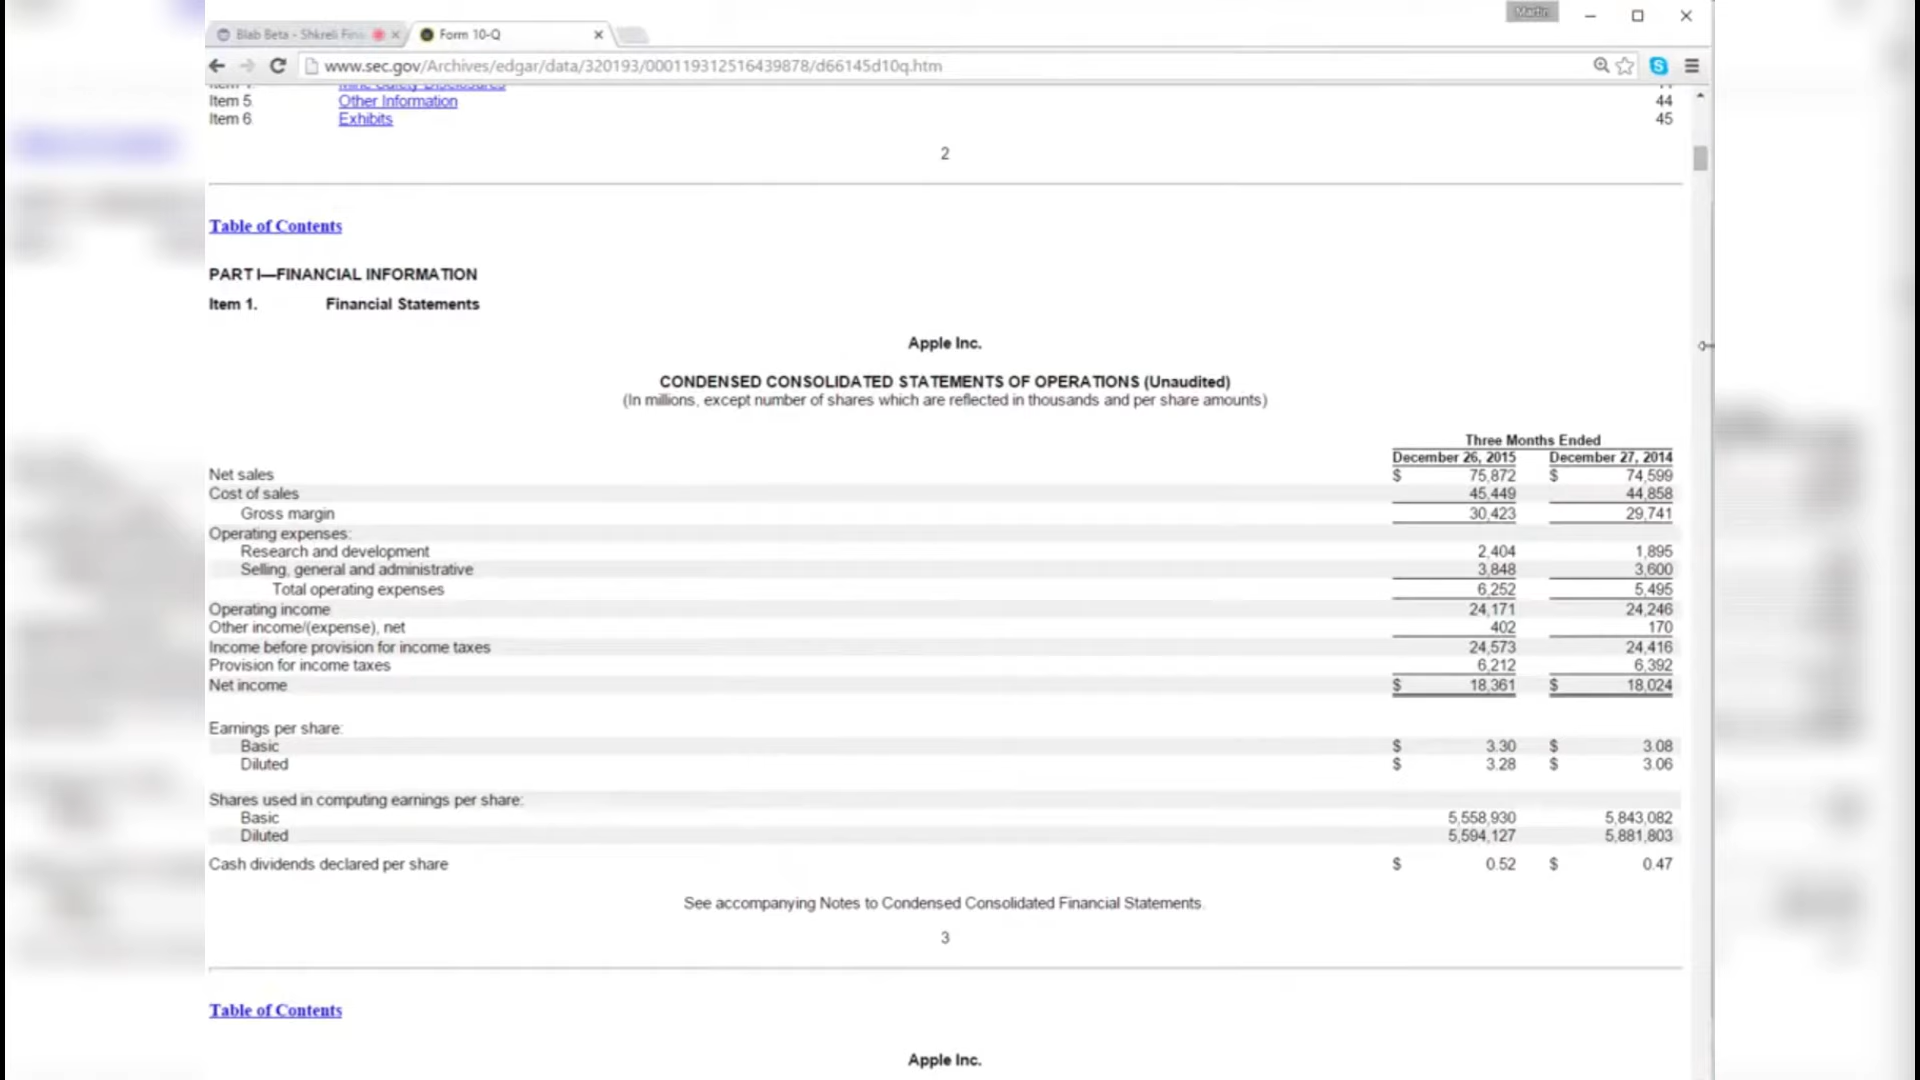 Martin
Blab Beta - Shkreli Fina
Form 10-Q
www.sec.gov/Archives/edgar/data/320193/000119312516439878/d66145d10q.htm
Mine Safety Disclosures
Item 5. Other Information 44
Item 6. Exhibits 45
2
Table of Contents
PART I—FINANCIAL INFORMATION
Item 1. Financial Statements
Apple Inc.
CONDENSED CONSOLIDATED STATEMENTS OF OPERATIONS (Unaudited)
(In millions, except number of shares which are reflected in thousands and per share amounts)
Three Months Ended
December 26, 2015 December 27, 2014
Net sales $ 75,872 $ 74,599
Cost of sales 45,449 44,858
Gross margin 30,423 29,741
Operating expenses:
Research and development 2,404 1,895
Selling, general and administrative 3,848 3,600
Total operating expenses 6,252 5,495
Operating income 24,171 24,246
Other income/(expense), net 402 170
Income before provision for income taxes 24,573 24,416
Provision for income taxes 6,212 6,392
Net income $ 18,361 $ 18,024
Earnings per share:
Basic $ 3.30 $ 3.08
Diluted $ 3.28 $ 3.06
Shares used in computing earnings per share:
Basic 5,558,930 5,843,082
Diluted 5,594,127 5,881,803
Cash dividends declared per share $ 0.52 $ 0.47
See accompanying Notes to Condensed Consolidated Financial Statements.
3
Table of Contents
Apple Inc.